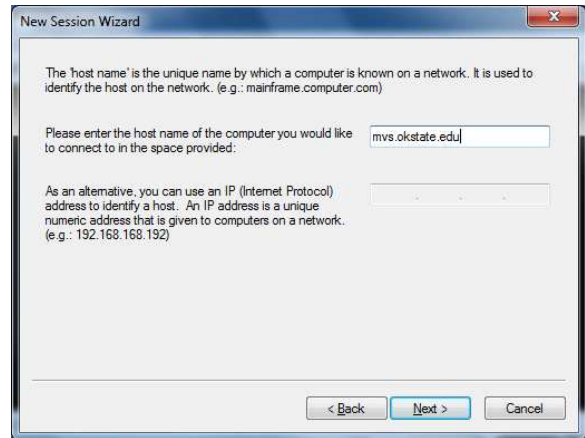 New Session Wizard
The 'host name' is the unique name by which a computer is known on a network. It is used to
identify the host on the network. (e.g.: mainframe.computer.com)
Please enter the host name of the computer you would like
to connect to in the space provided:
mvs.okstate.edu
As an alternative, you can use an IP (Internet Protocol)
address to identify a host. An IP address is a unique
numeric address that is given to computers on a network.
(e.g.: 192.168.168.192)
. . .
< Back Next > Cancel